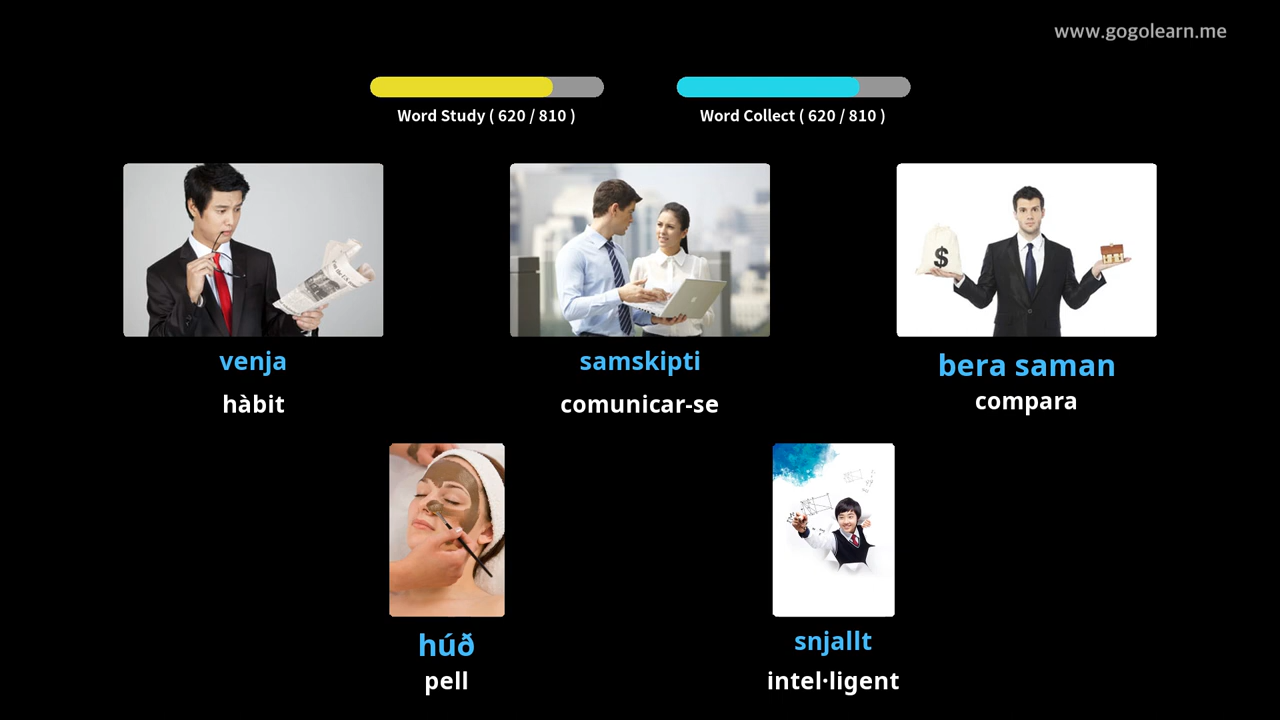 www.gogolearn.me
Word Study ( 620 / 810 )
Word Collect ( 620 / 810 )
$
venja
samskipti
bera saman
hàbit
comunicar-se
compara
húð
snjallt
pell
intel·ligent